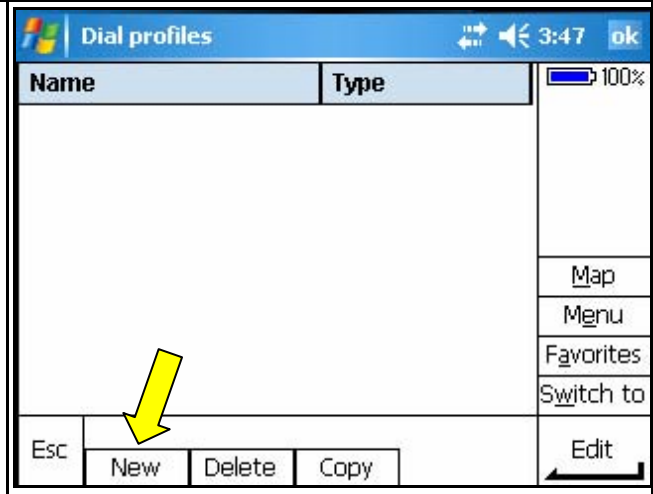 Dial profiles 3:47 ok
Name Type 100%
Map
Menu
Favorites
Switch to
Esc New Delete Copy Edit